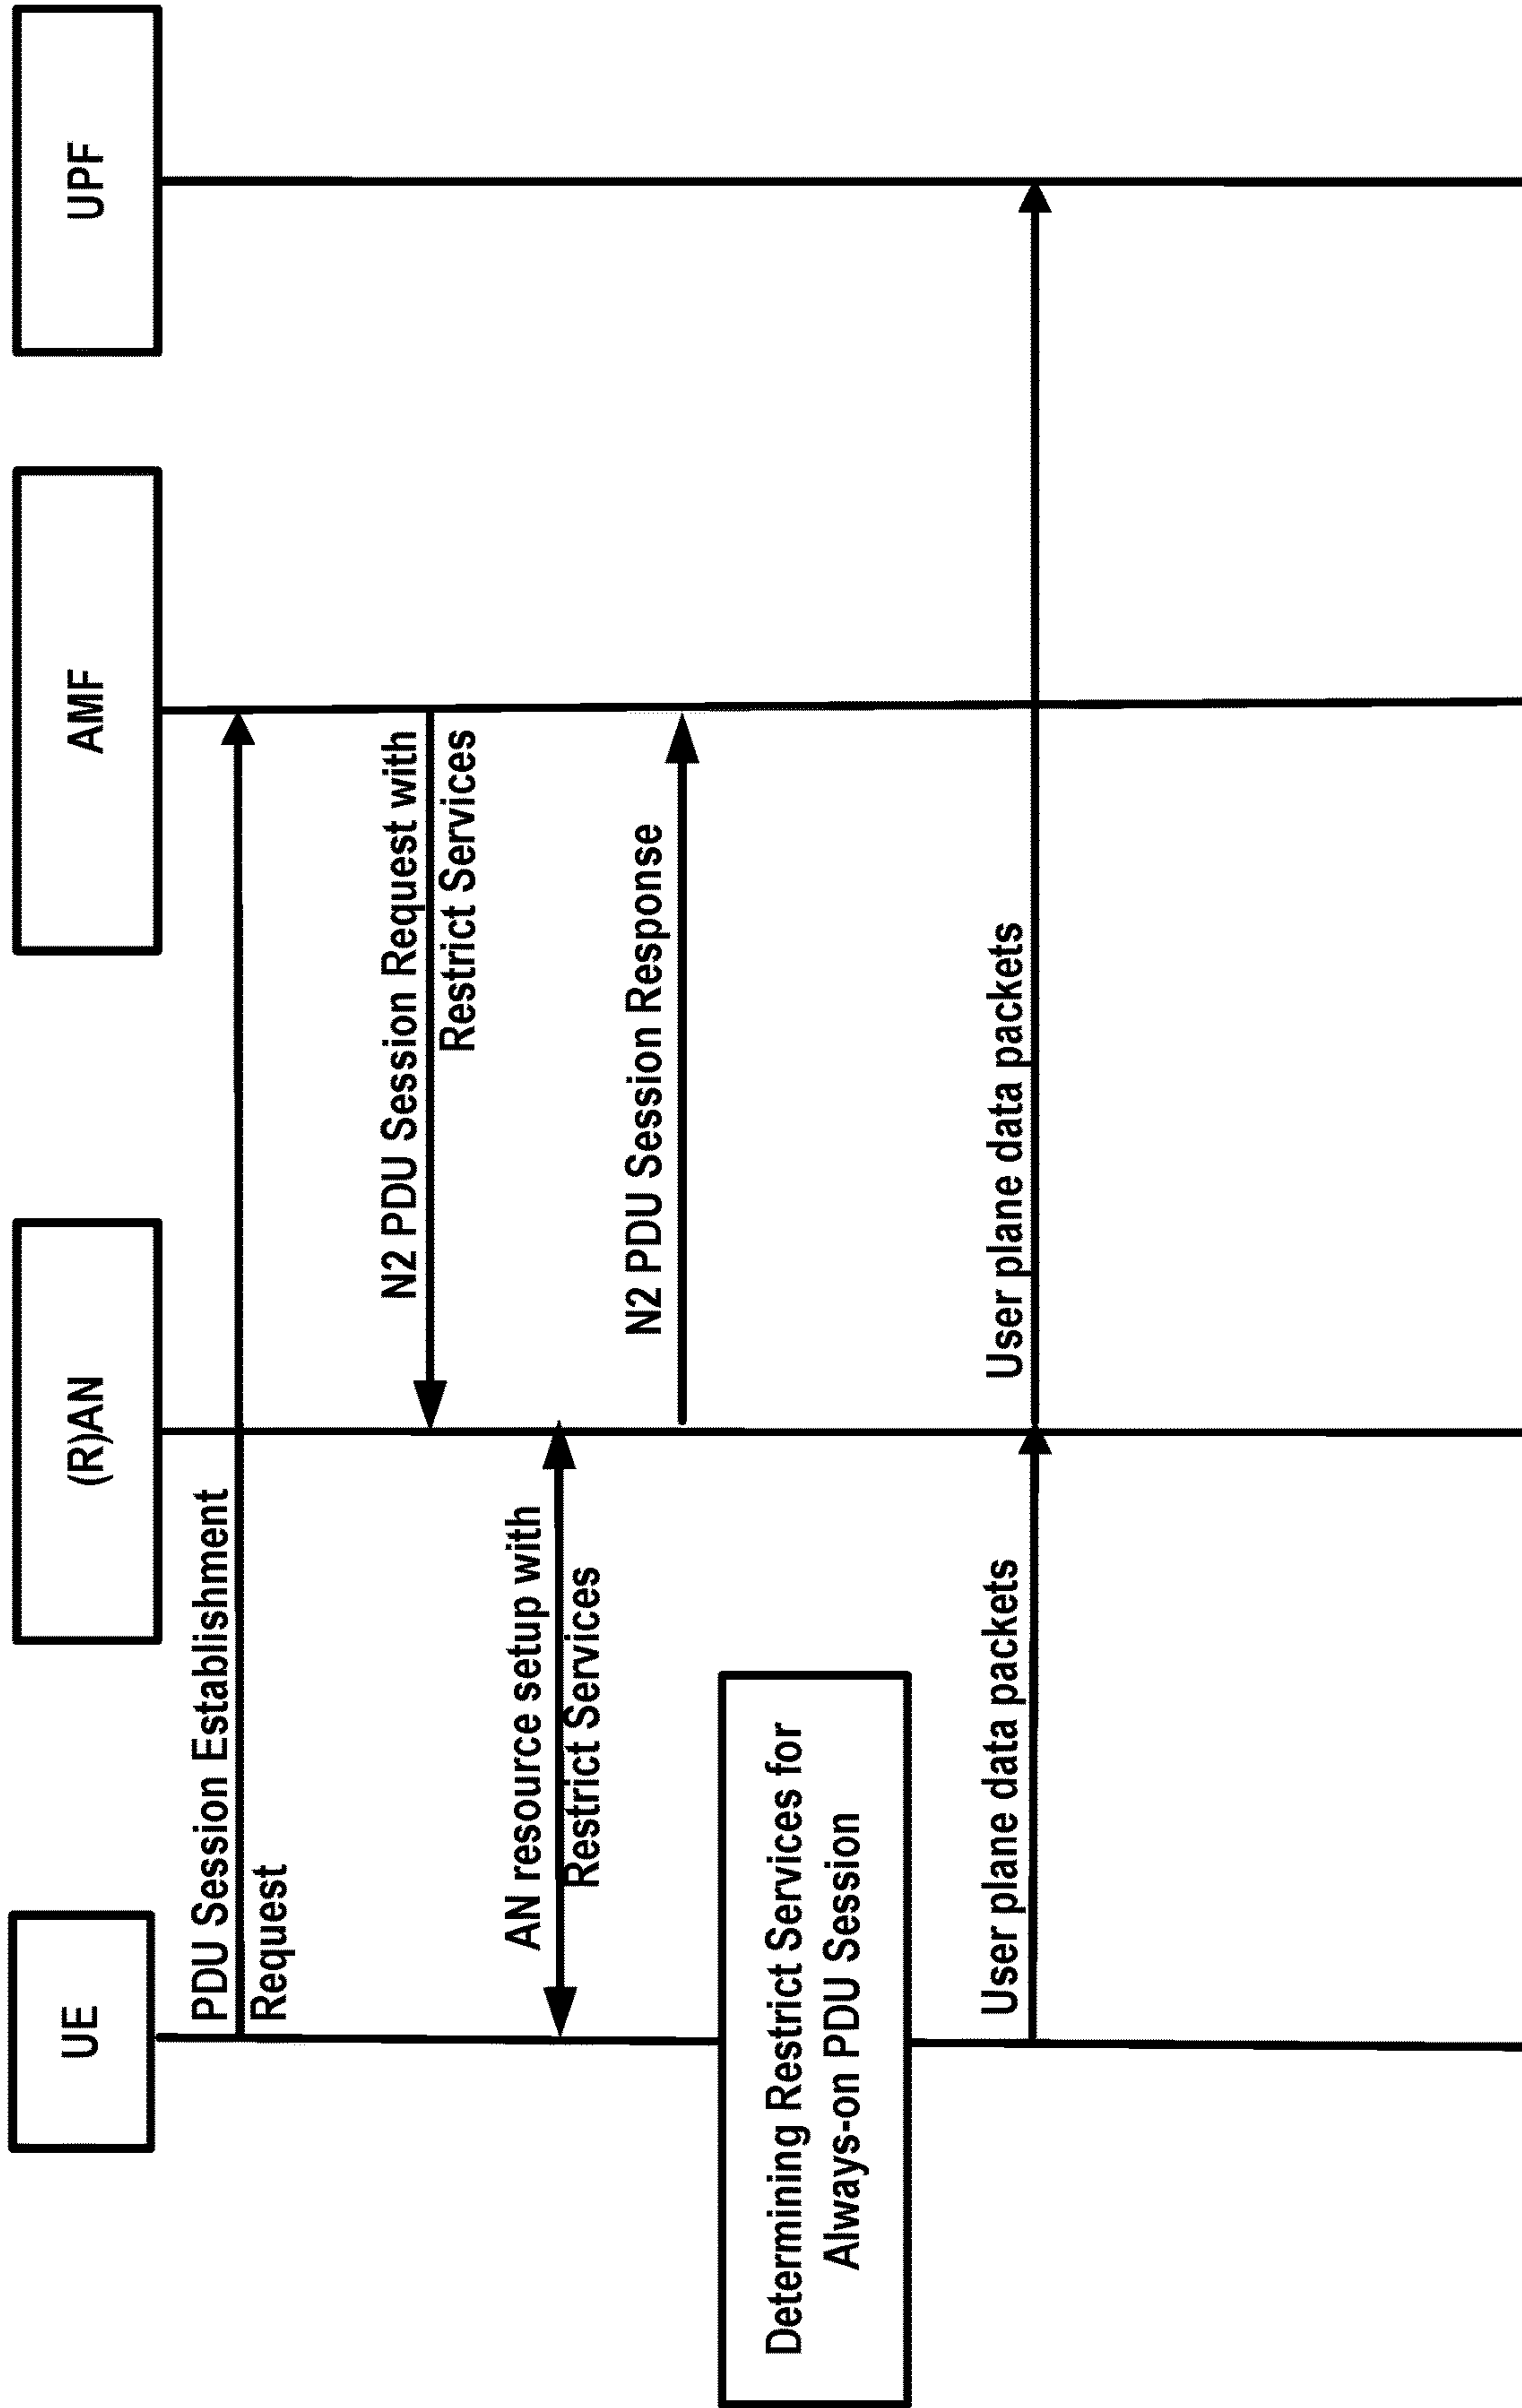 UE
(R)AN
AMF
UPF
PDU Session Establishment
Request
N2 PDU Session Request with
Restrict Services
AN resource setup with
Restrict Services
N2 PDU Session Response
Determining Restrict Services for
Always-on PDU Session
User plane data packets
User plane data packets